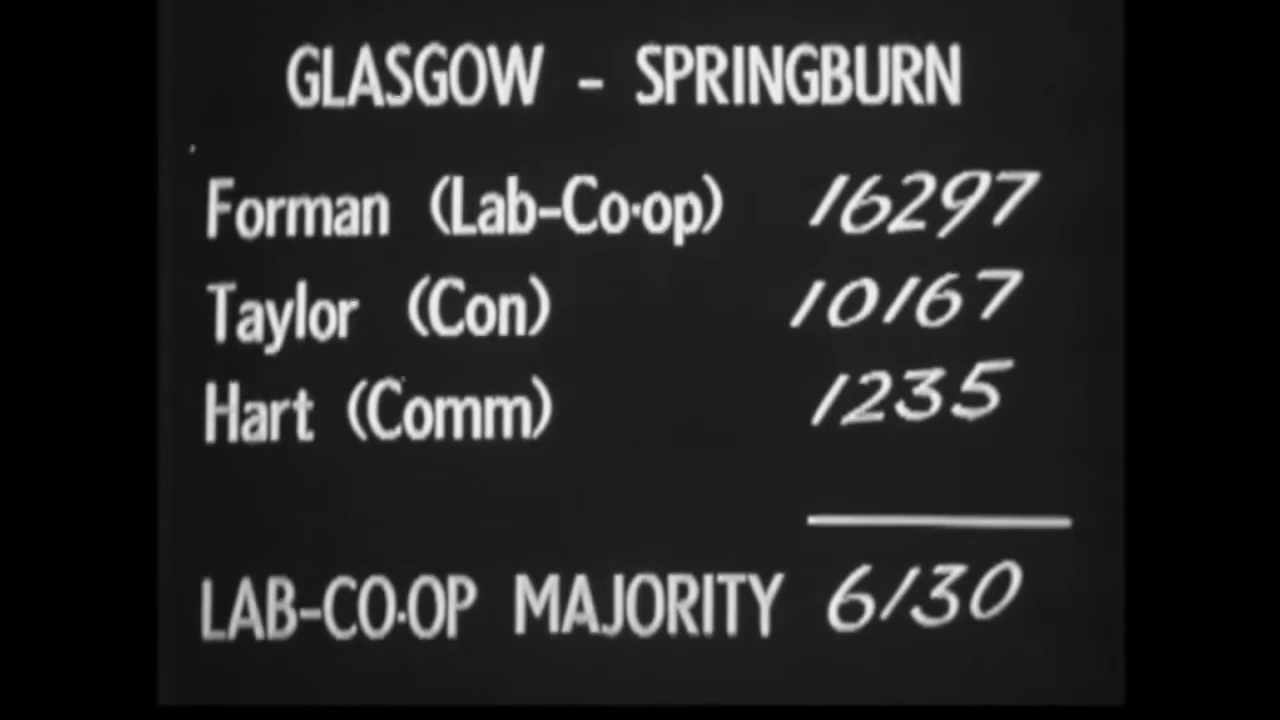 GLASGOW - SPRINGBURN
Forman (Lab-Co·op) 16297
Taylor (Con) 10167
Hart (Comm) 1235
LAB-CO·OP MAJORITY 6130